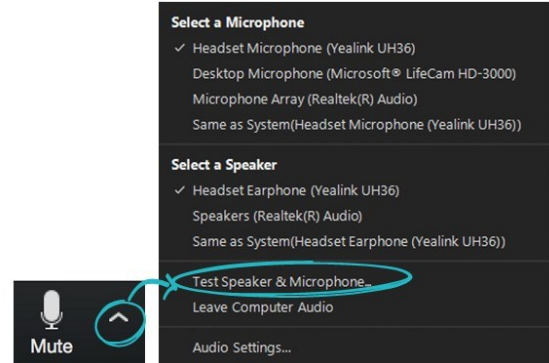 Select a Microphone
✓ Headset Microphone (Yealink UH36)
Desktop Microphone (Microsoft® LifeCam HD-3000)
Microphone Array (Realtek(R) Audio)
Same as System(Headset Microphone (Yealink UH36))
Select a Speaker
✓ Headset Earphone (Yealink UH36)
Speakers (Realtek(R) Audio)
Same as System(Headset Earphone (Yealink UH36))
Test Speaker & Microphone...
Leave Computer Audio
Audio Settings...
Mute